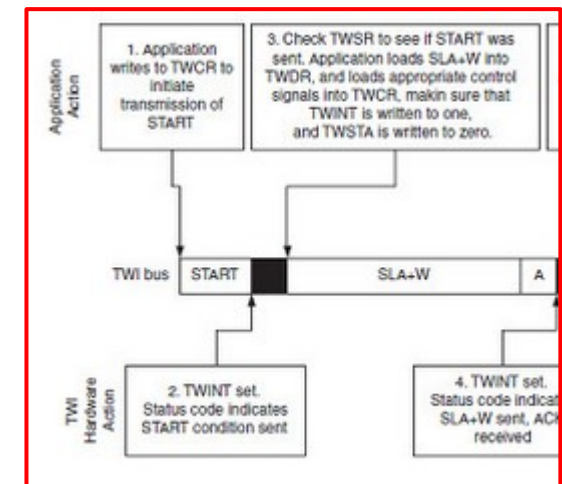 Application
Action
1. Application
writes to TWCR to
initiate
transmission of
START
3. Check TWSR to see if START was
sent. Application loads SLA+W into
TWDR, and loads appropriate control
signals into TWCR, makin sure that
TWINT is written to one,
and TWSTA is written to zero.
TWI bus
START
SLA+W
A
TWI
Hardware
Action
2. TWINT set.
Status code indicates
START condition sent
4. TWINT set.
Status code indicat
SLA+W sent, ACK
received